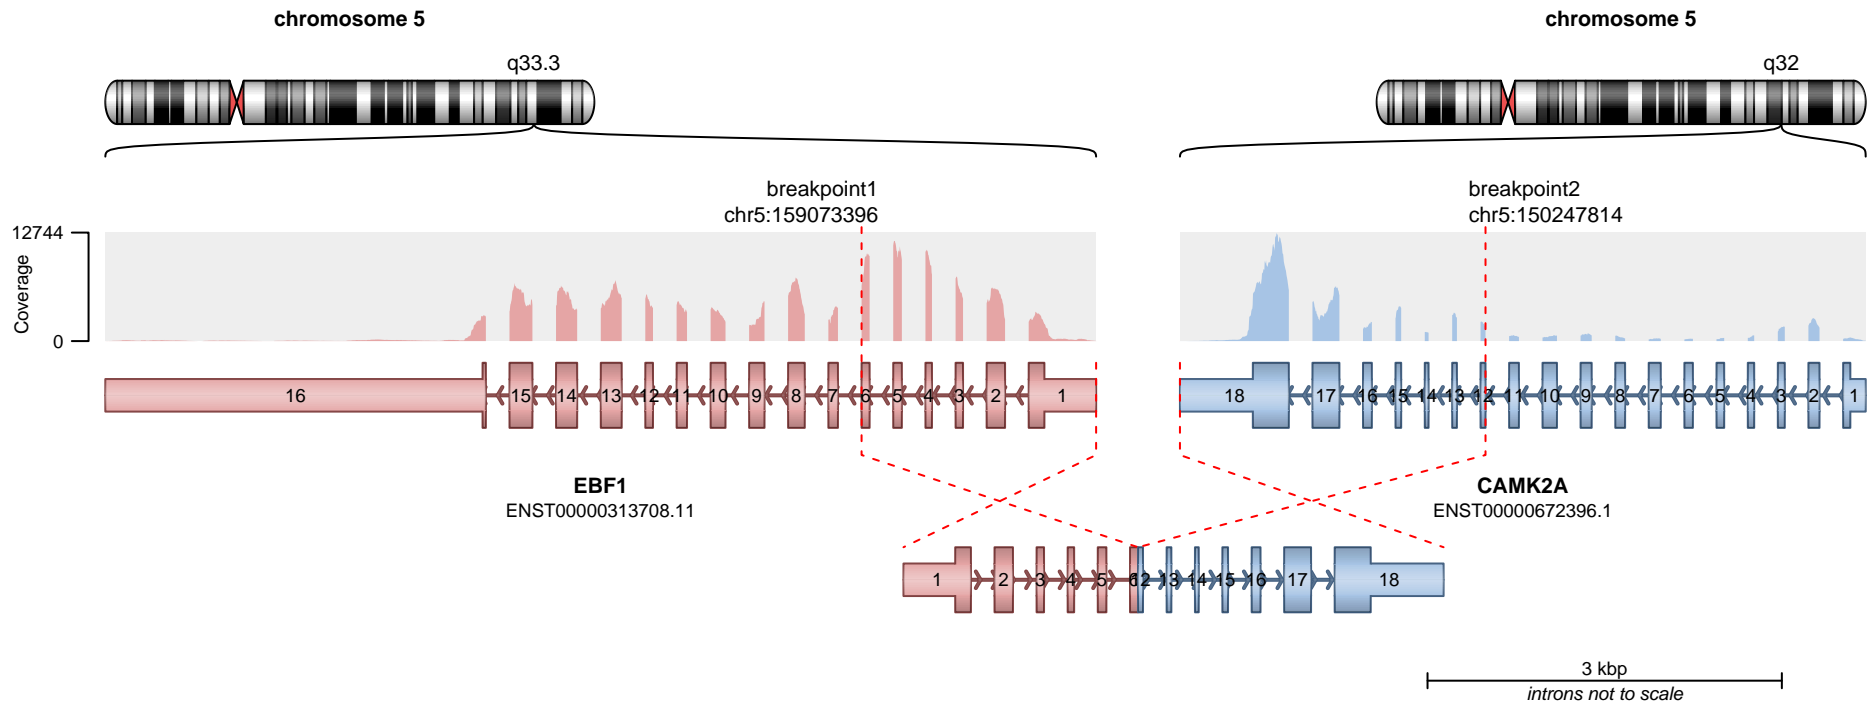 chromosome 5
chromosome 5
q33.3
q32
breakpoint1
chr5:159073396
breakpoint2
chr5:150247814
12744
Coverage
0
16 15 14 13 12 11 10 9 8 7 6 5 4 3 2 1
18 17 16 15 14 13 12 11 10 9 8 7 6 5 4 3 2 1
EBF1
ENST00000313708.11
CAMK2A
ENST00000672396.1
1 2 3 4 5 6 12 13 14 15 16 17 18
3 kbp
introns not to scale